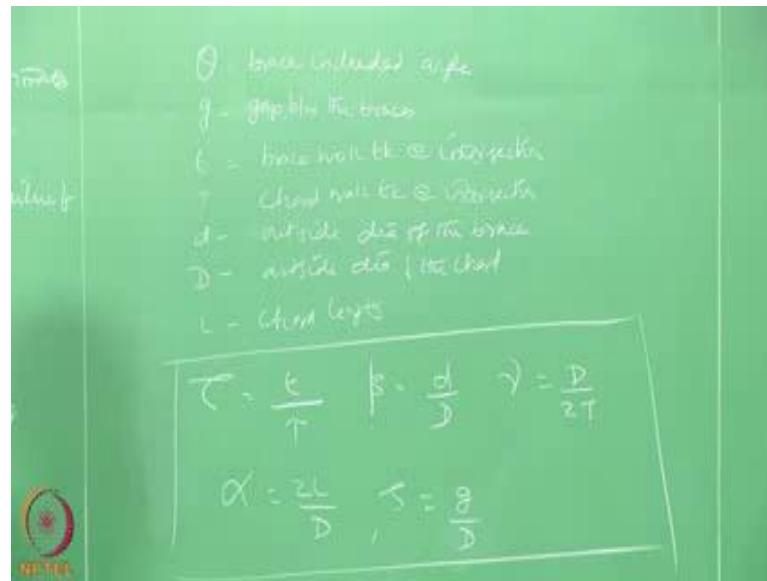 θ - brace included angle
g - gap b/w the braces
t = brace wall tk @ intersection
T chord wall tk @ intersection
d - outside dia of the brace
D - outside dia of the chord
L - chord length
τ = t/T β = d/D γ = D/2T
α = 2L/D , ζ = g/D
NPTEL